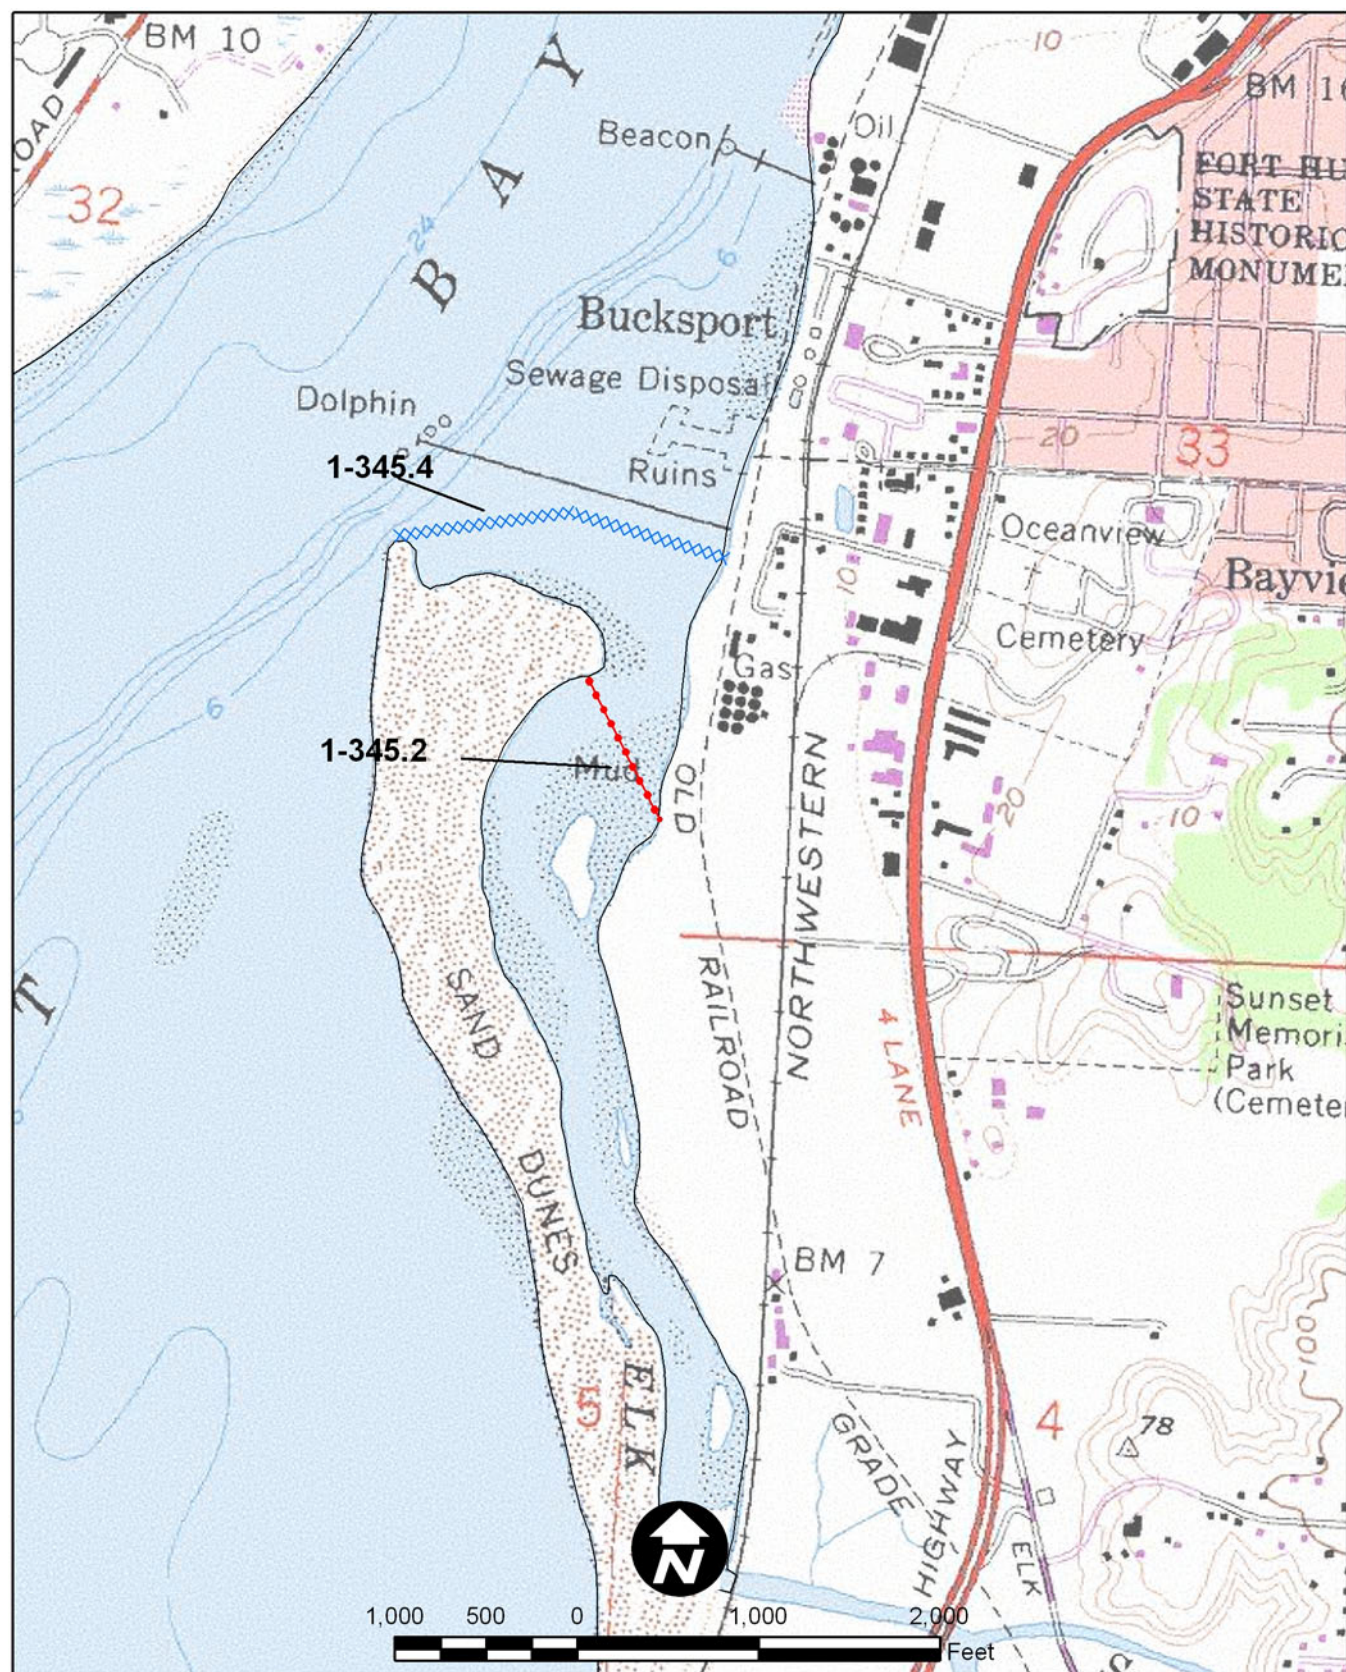 BM 10
B A Y
10
BM 16
Beacon
Oil
FORT HU
STATE
HISTORIC
MONUME
ROAD
32
24
6
Bucksport
Sewage Disposal
Dolphin
20
33
1-345.4
Ruins
Oceanview
10
Bayvie
Cemetery
Gas
6
1-345.2
Mud
OLD
20
10
NORTHWESTERN
SAND
RAILROAD
4 LANE
T
Sunset
Memori
Park
(Cemeter
DUNES
BM 7
100
5
ELK
4
78
GRADE
HIGHWAY
ELK
N
1,000 500 0 1,000 2,000
Feet